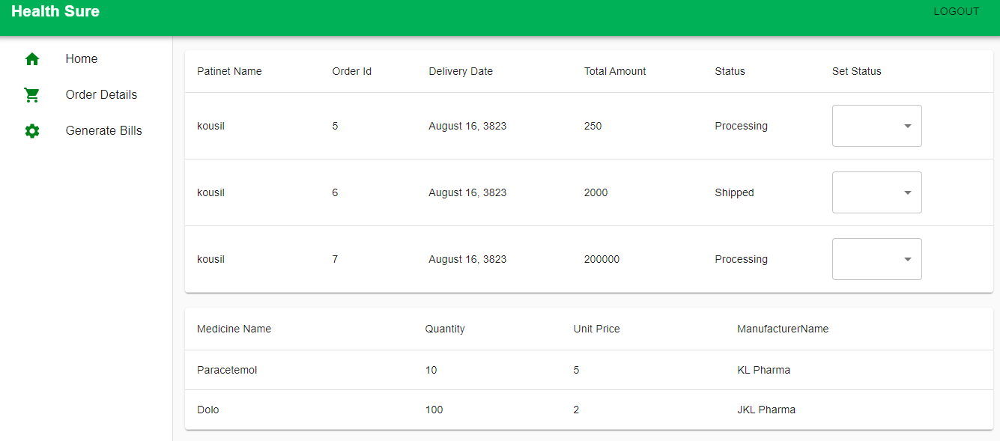 Health Sure LOGOUT
Home
Order Details
Generate Bills
Patinet Name Order Id Delivery Date Total Amount Status Set Status
kousil 5 August 16, 3823 250 Processing
kousil 6 August 16, 3823 2000 Shipped
kousil 7 August 16, 3823 200000 Processing
Medicine Name Quantity Unit Price ManufacturerName
Paracetemol 10 5 KL Pharma
Dolo 100 2 JKL Pharma